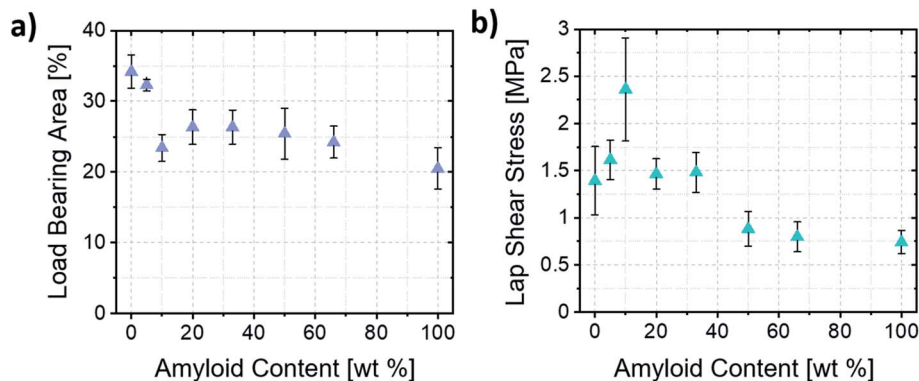 a)
Load Bearing Area [%]
40
30
20
10
0
0 20 40 60 80 100
Amyloid Content [wt %]
b)
Lap Shear Stress [MPa]
3
2.5
2
1.5
1
0.5
0
0 20 40 60 80 100
Amyloid Content [wt %]